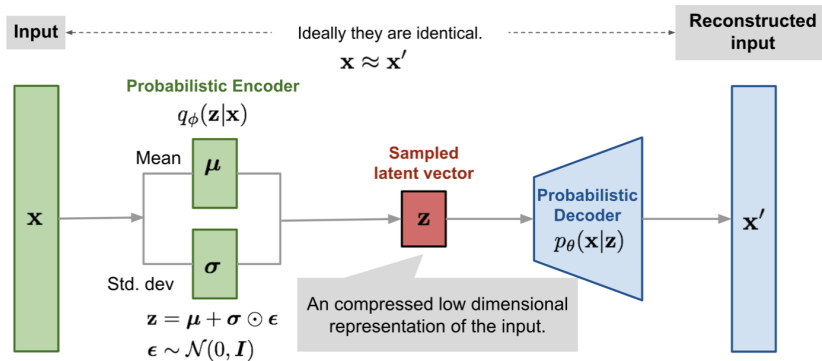 Input
Ideally they are identical.
x ≈ x′
Reconstructed
input
Probabilistic Encoder
qϕ(z|x)
Mean
μ
x
Std. dev
σ
z = μ + σ ⊙ ϵ
ϵ ∼ 𝒩(0, I)
Sampled
latent vector
z
An compressed low dimensional
representation of the input.
Probabilistic
Decoder
pθ(x|z)
x′